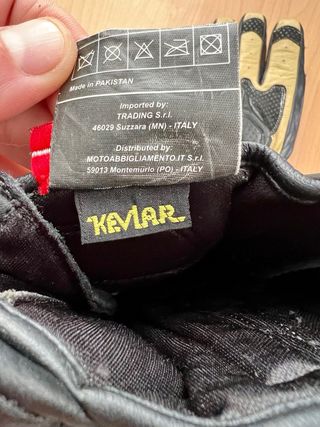 Made in PAKISTAN
Imported by:
TRADING S.r.l.
46029 Suzzara (MN) - ITALY
Distributed by:
MOTOABBIGLIAMENTO.IT S.r.l.
59013 Montemurlo (PO) - ITALY
KEVLAR